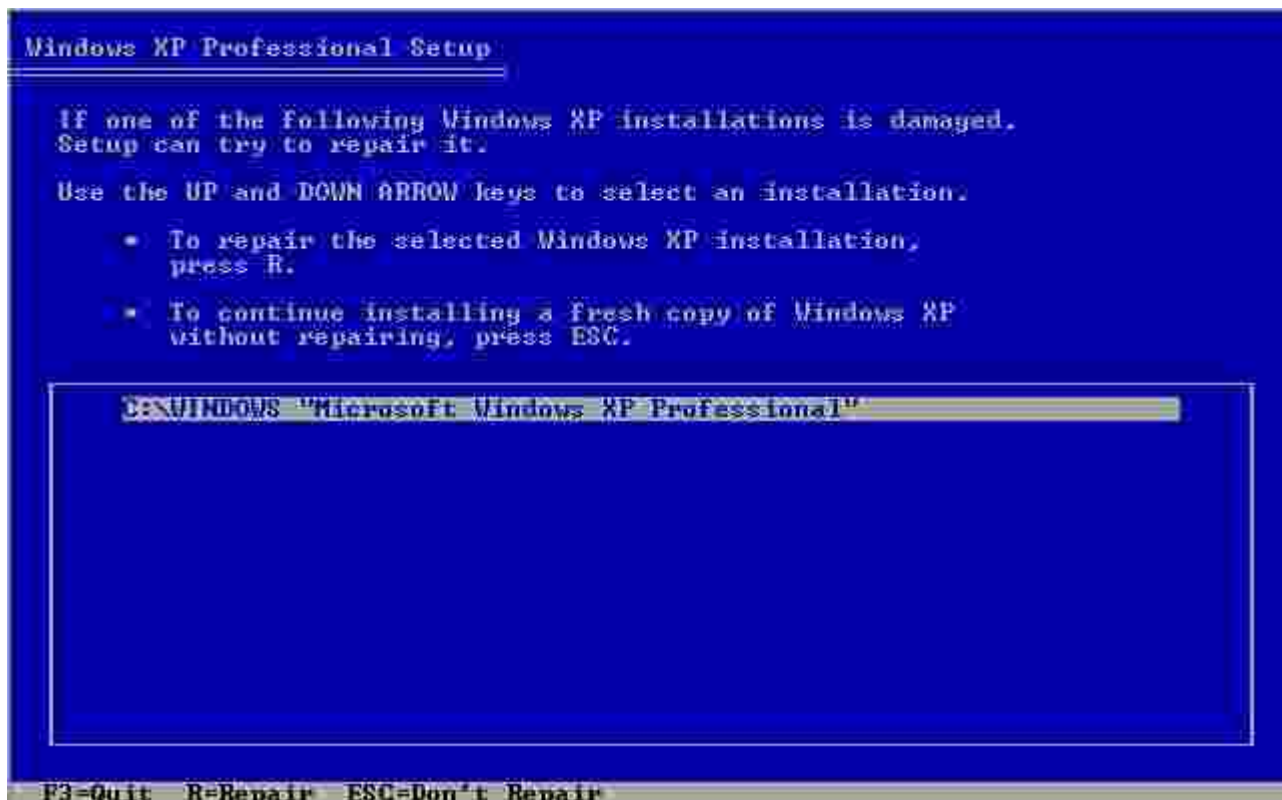 Windows XP Professional Setup
If one of the following Windows XP installations is damaged,
Setup can try to repair it.
Use the UP and DOWN ARROW keys to select an installation.
• To repair the selected Windows XP installation,
press R.
• To continue installing a fresh copy of Windows XP
without repairing, press ESC.
C:\WINDOWS "Microsoft Windows XP Professional"
F3=Quit R=Repair ESC=Don't Repair